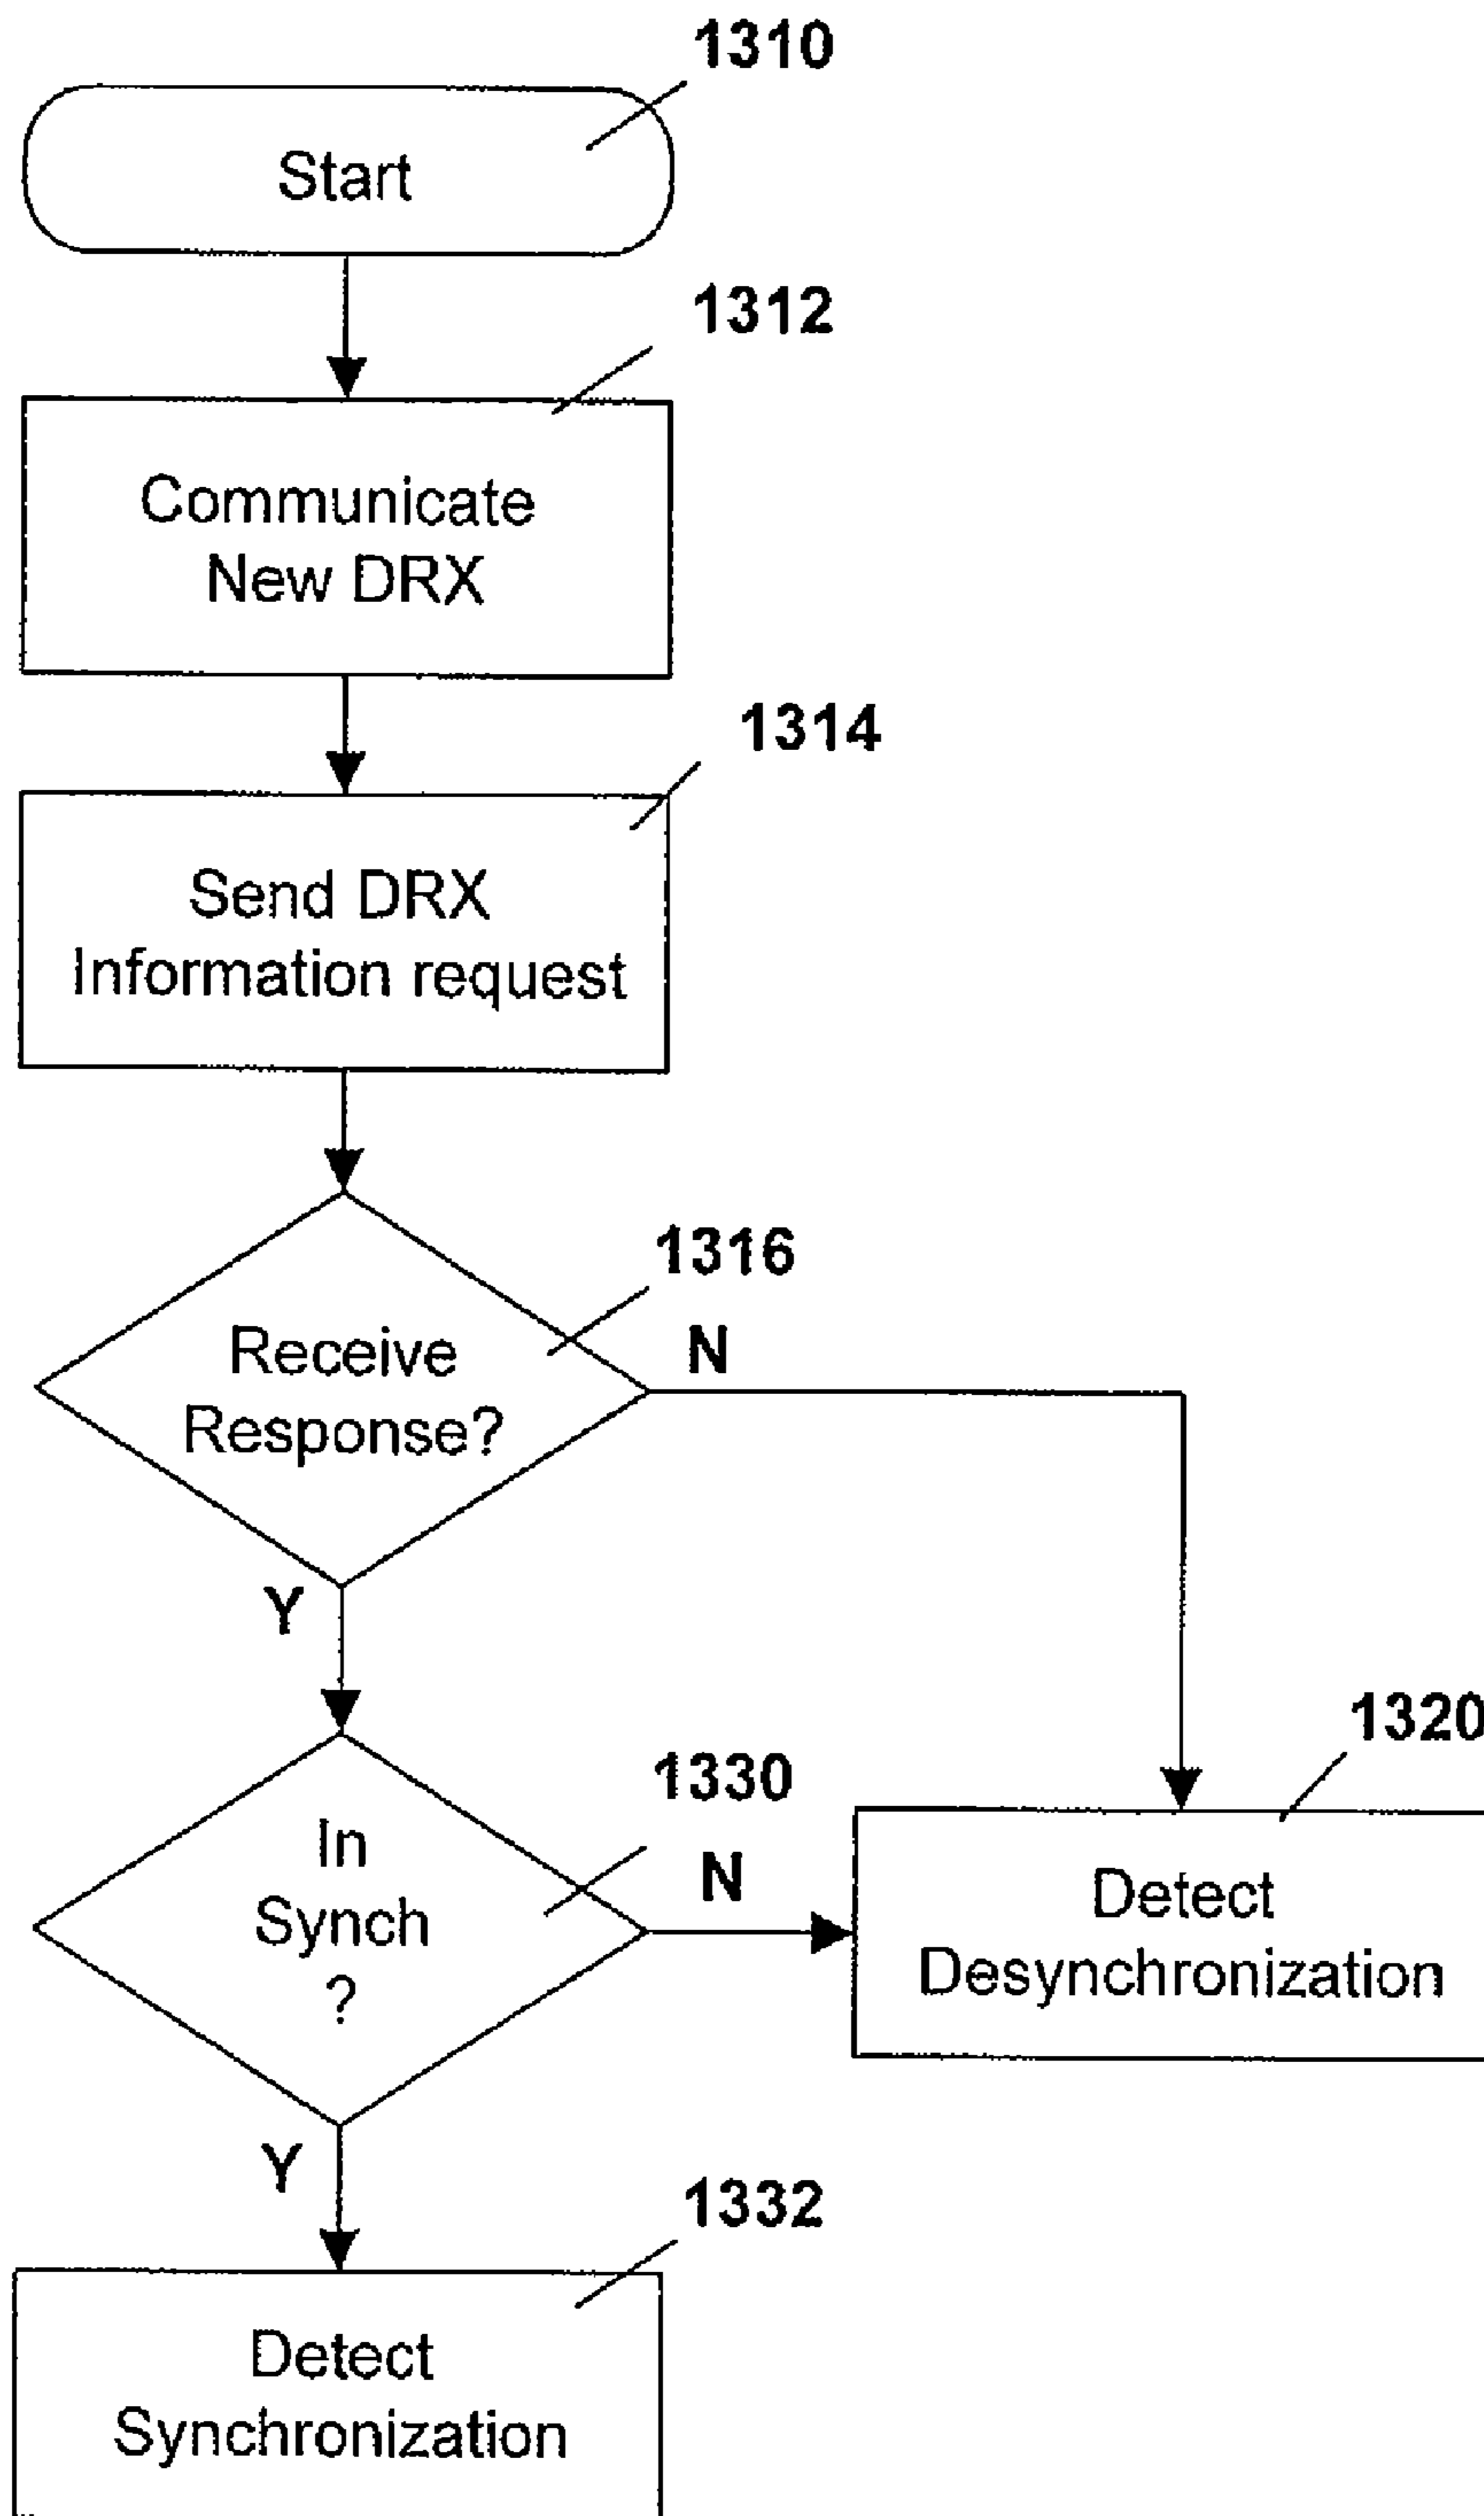 1310
Start
1312
Communicate
New DRX
1314
Send DRX
Information request
1316
Receive
Response?
N
Y
1320
1330
In
Synch
?
N
Detect
Desynchronization
Y
1332
Detect
Synchronization